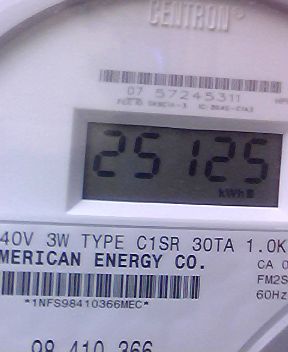 CENTRON®
07 57245311
25125
kWh
40V 3W TYPE C1SR 30TA 1.0K
MERICAN ENERGY CO.
CA 0
FM2S
60Hz
*1NFS98410366MEC*
98 410 366